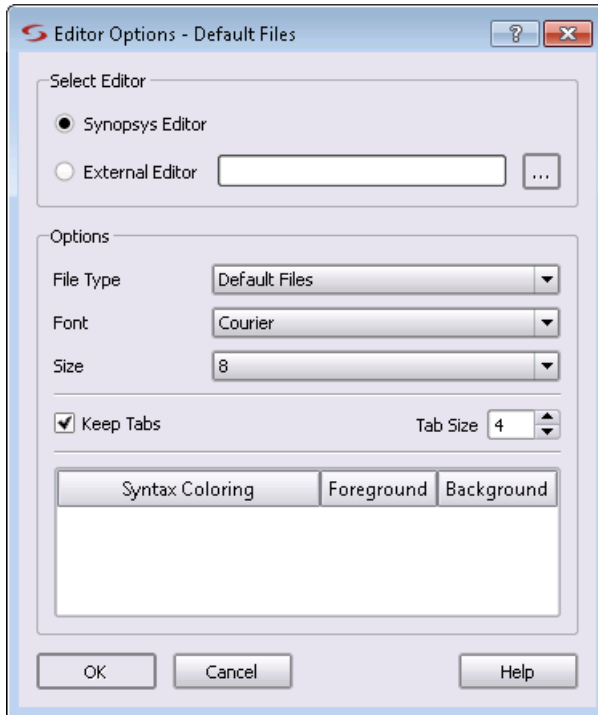 Editor Options - Default Files
Select Editor
Synopsys Editor
External Editor ...
Options
File Type Default Files
Font Courier
Size 8
Keep Tabs Tab Size 4
Syntax Coloring Foreground Background
OK Cancel Help